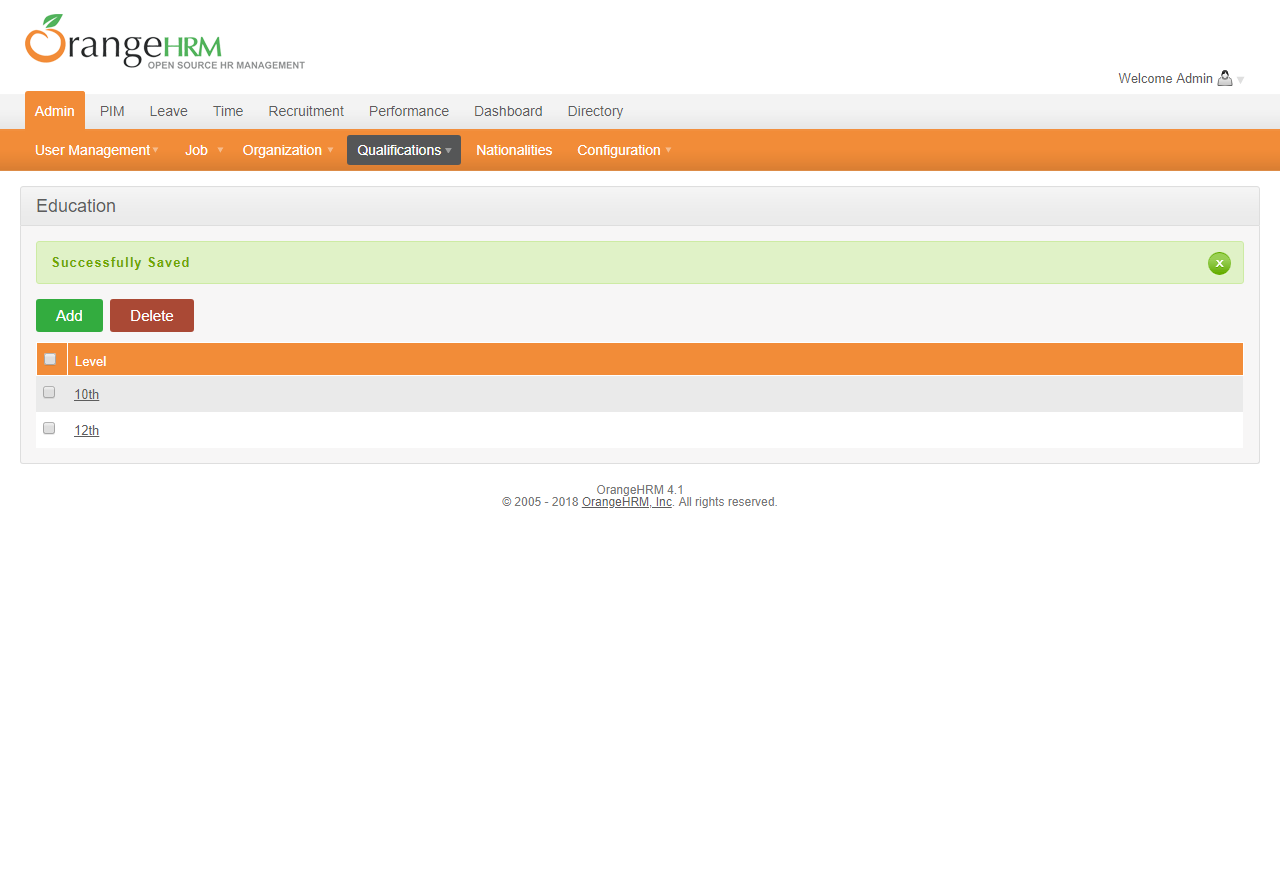 OrangeHRM
OPEN SOURCE HR MANAGEMENT
Welcome Admin
Admin PIM Leave Time Recruitment Performance Dashboard Directory
User Management Job Organization Qualifications Nationalities Configuration
Education
Successfully Saved
Add Delete
Level
10th
12th
OrangeHRM 4.1
© 2005 - 2018 OrangeHRM, Inc. All rights reserved.